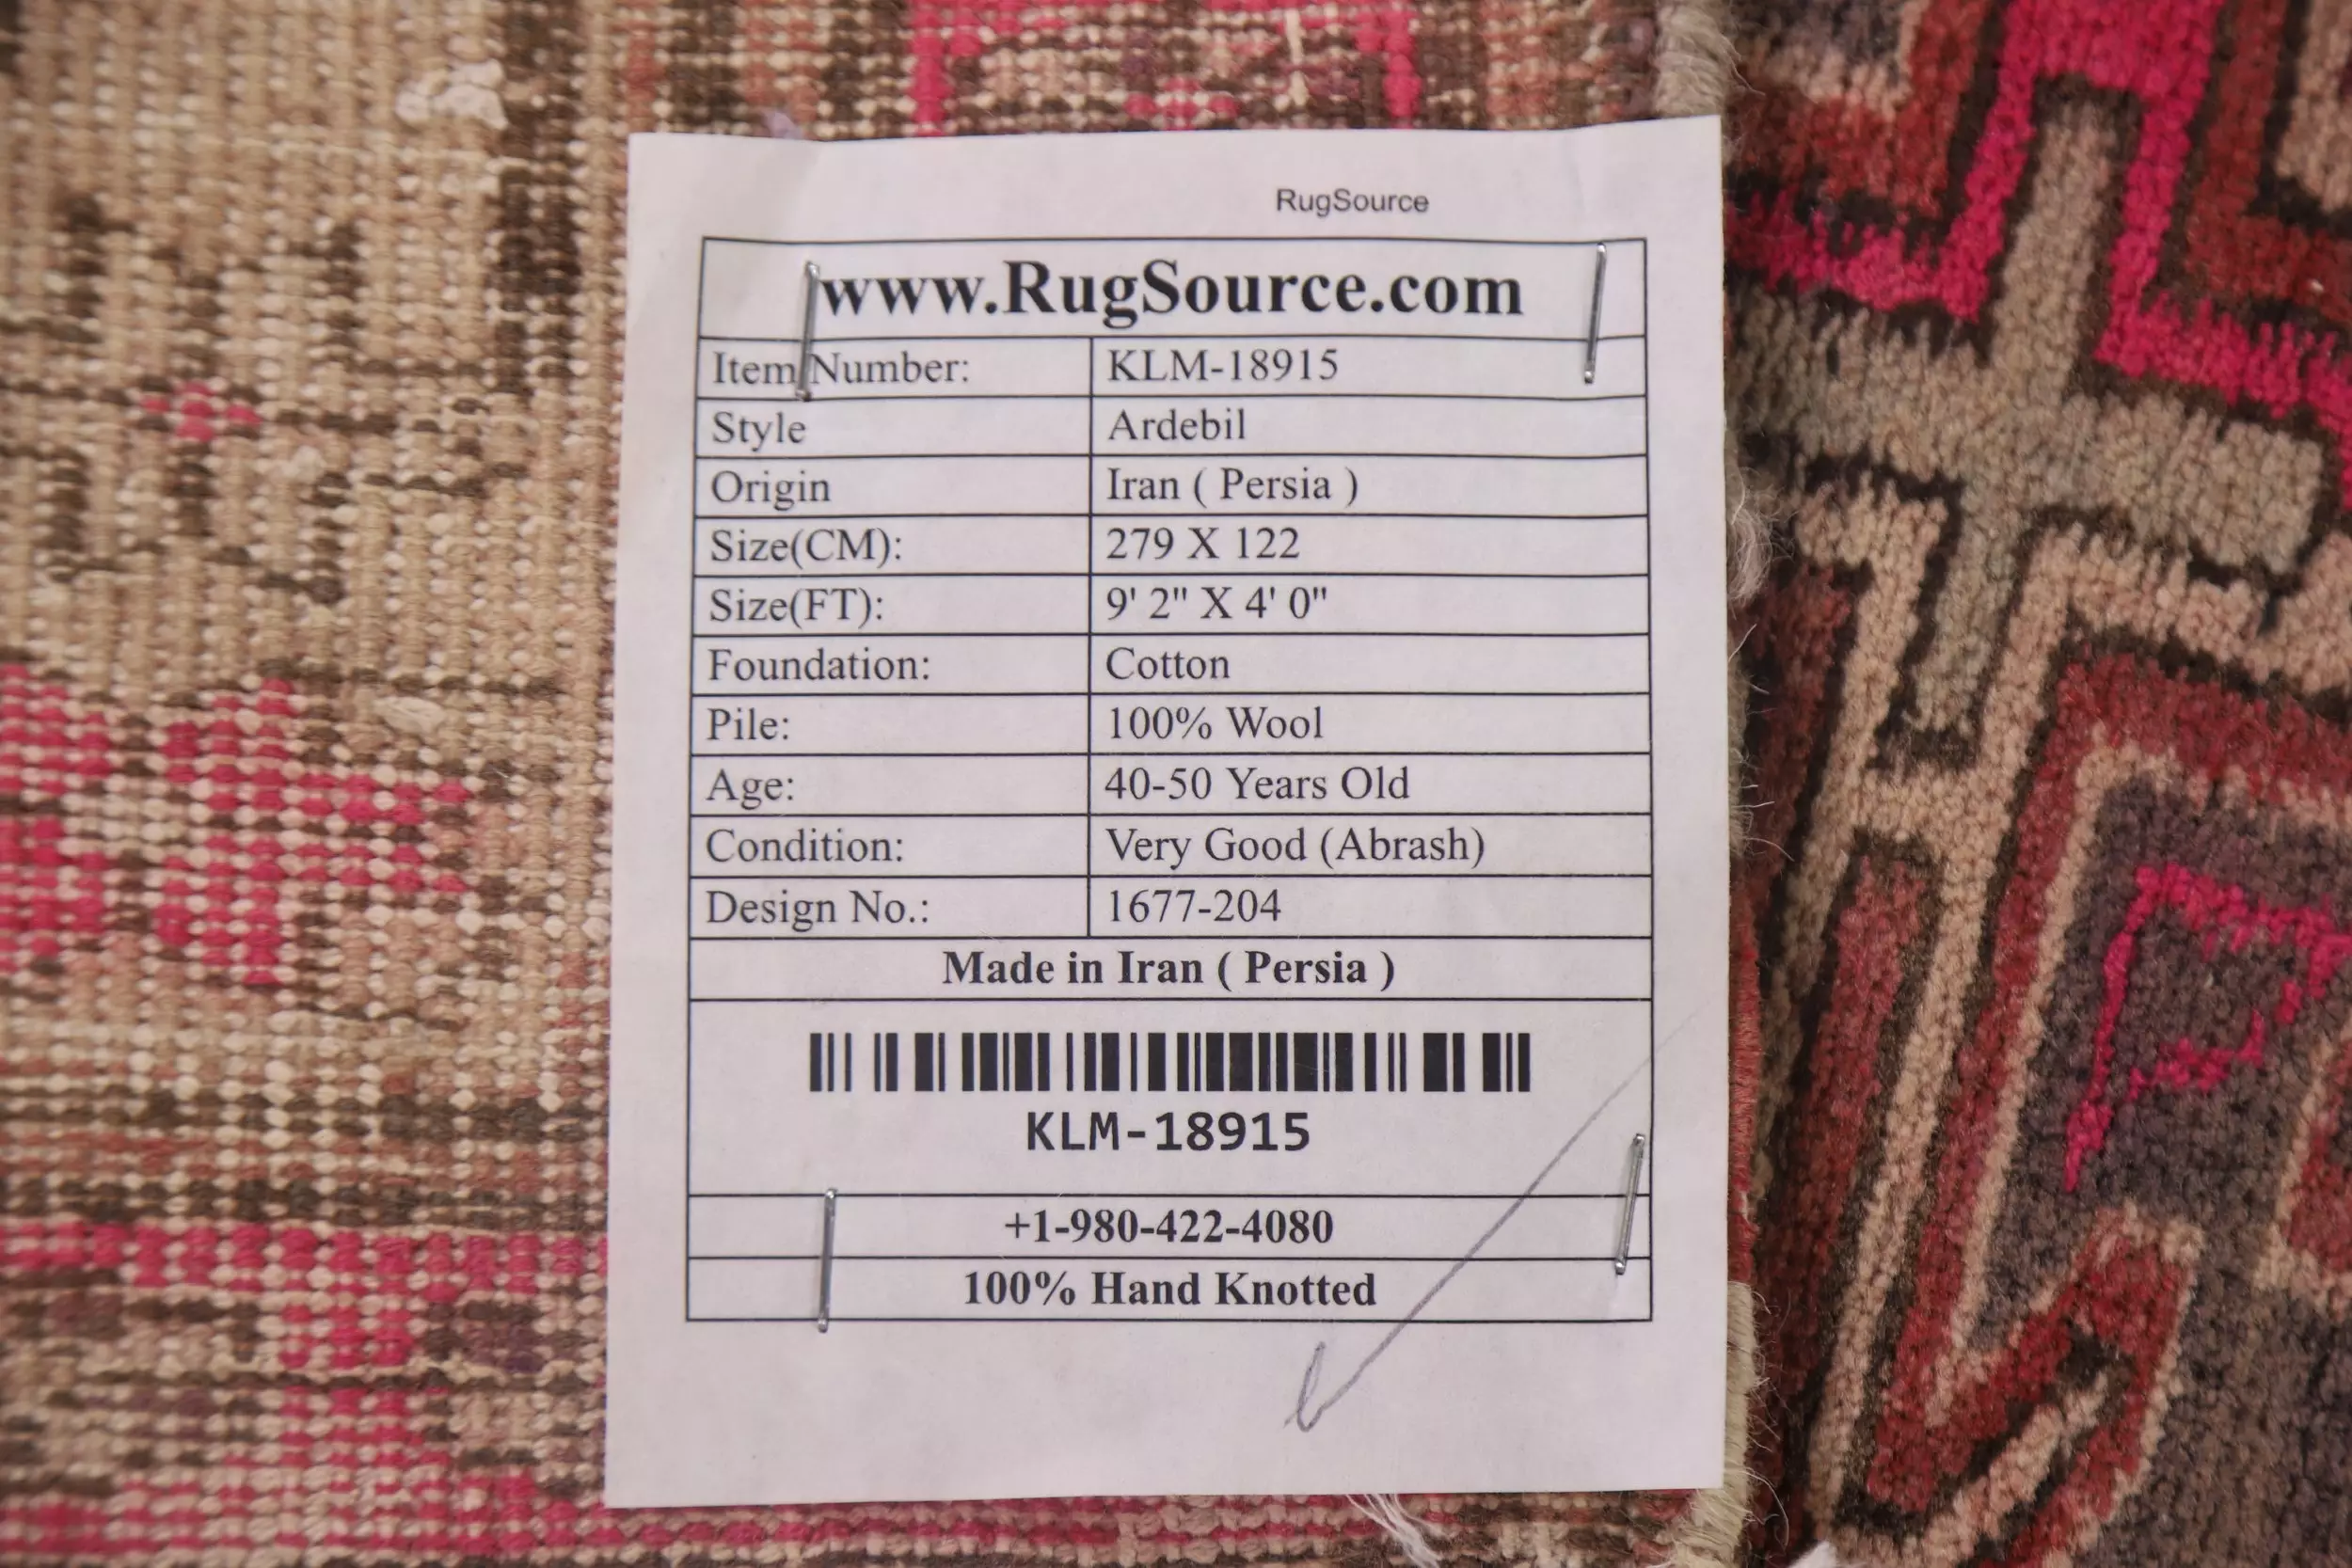 RugSource
www.RugSource.com
Item Number: KLM-18915
Style Ardebil
Origin Iran ( Persia )
Size(CM): 279 X 122
Size(FT): 9' 2" X 4' 0"
Foundation: Cotton
Pile: 100% Wool
Age: 40-50 Years Old
Condition: Very Good (Abrash)
Design No.: 1677-204
Made in Iran ( Persia )
KLM-18915
+1-980-422-4080
100% Hand Knotted